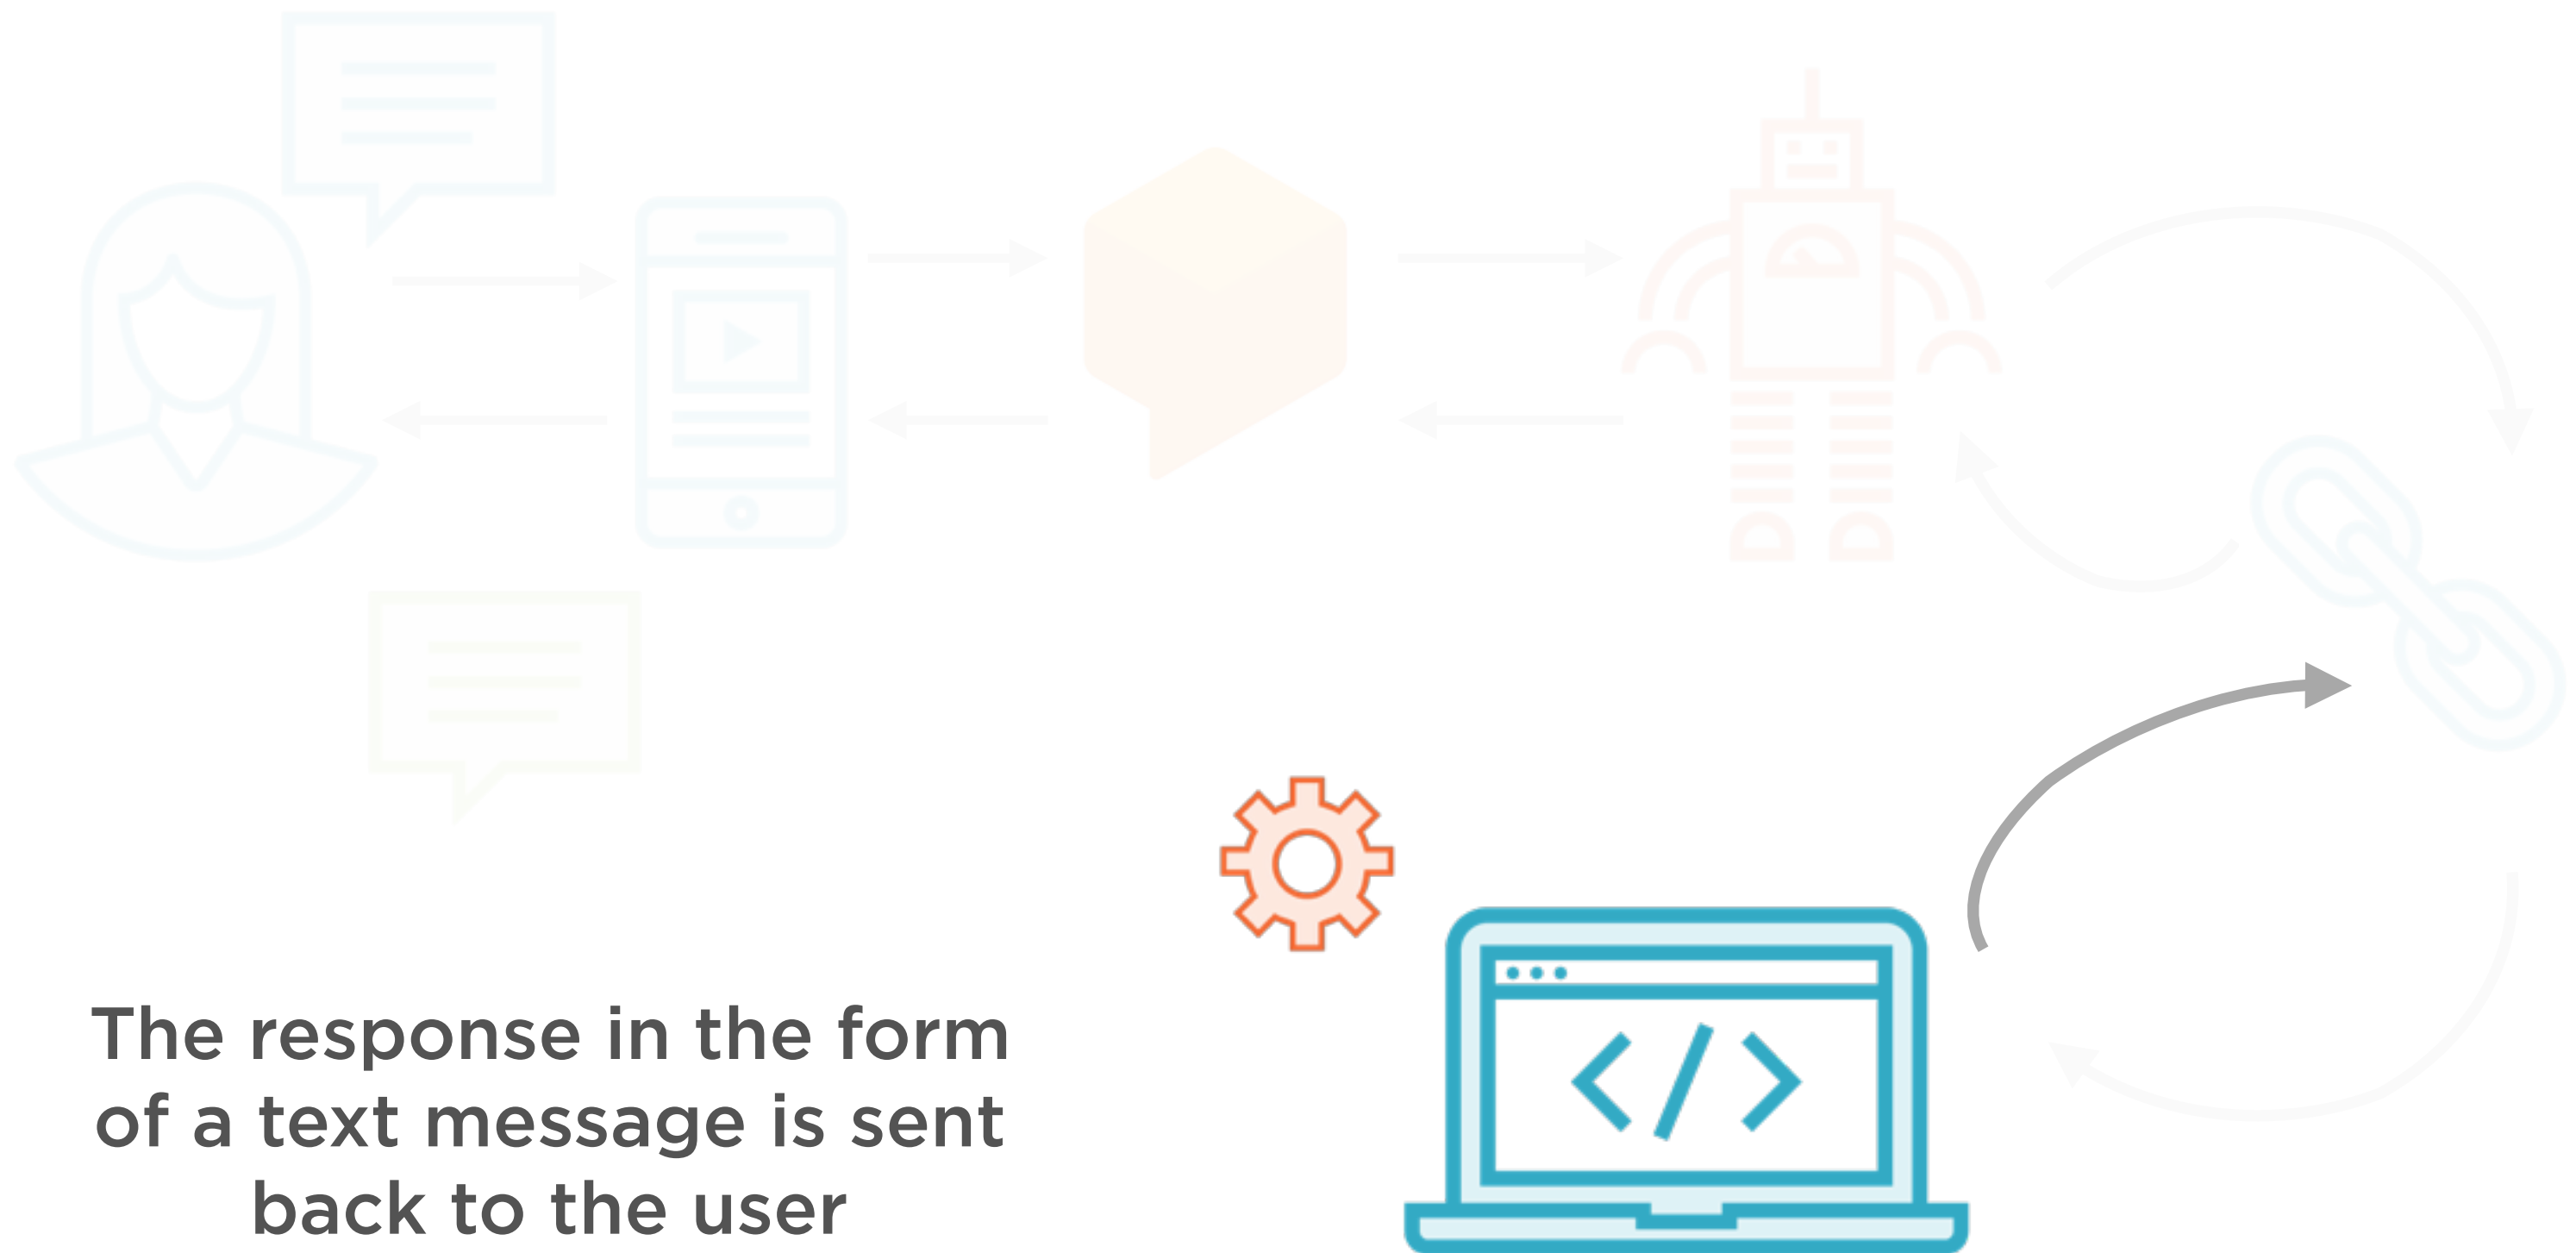 The response in the form
of a text message is sent
back to the user